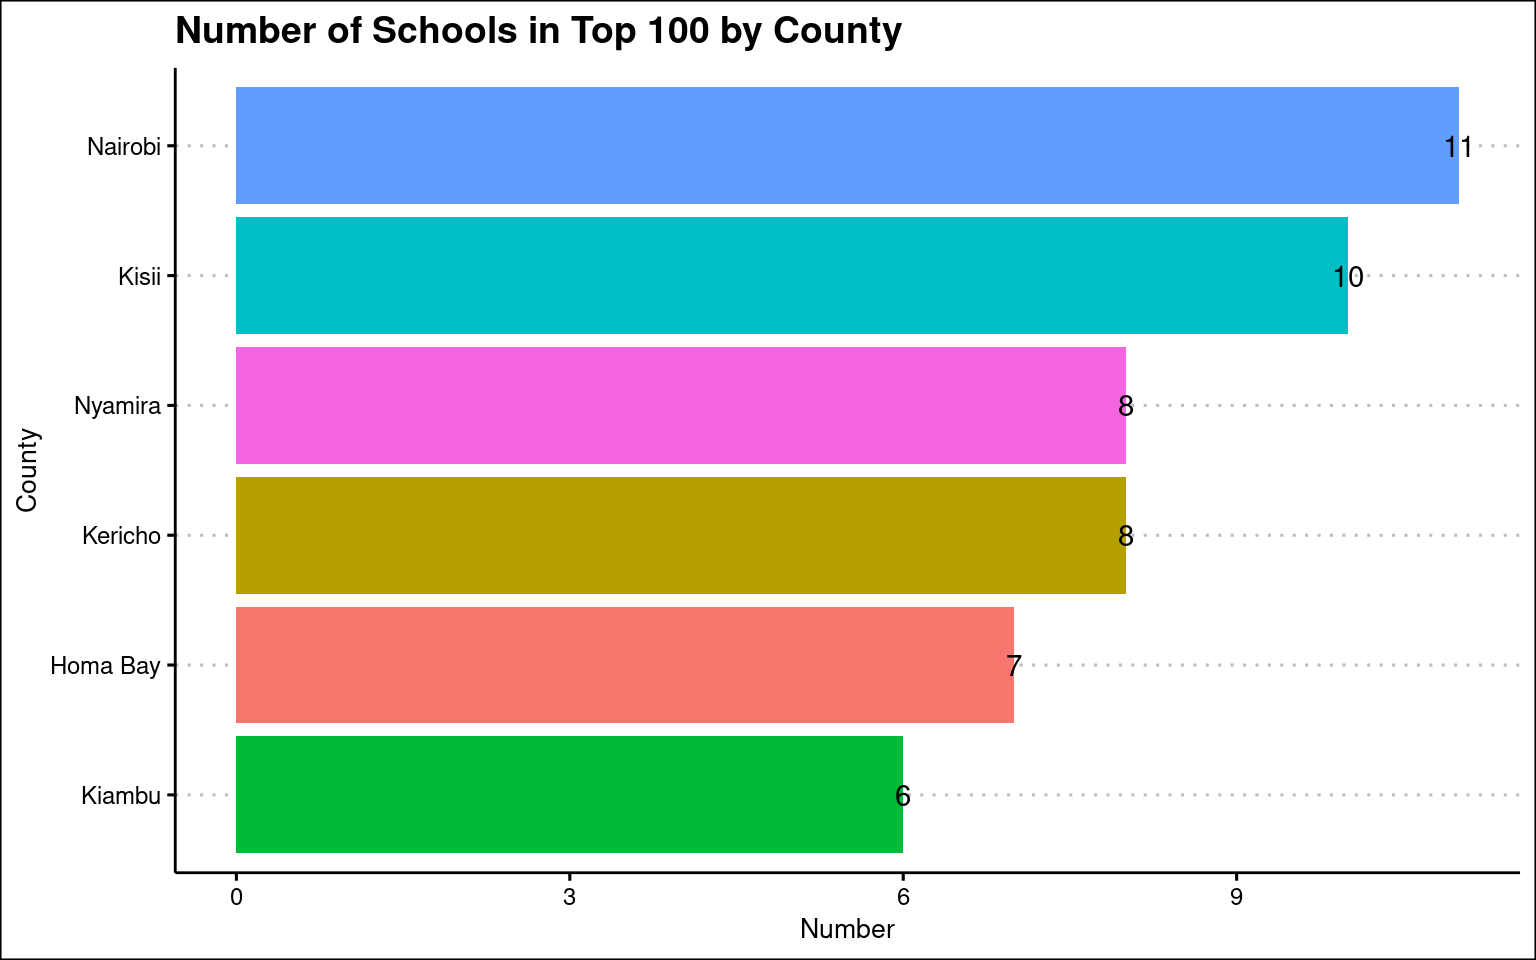 Number of Schools in Top 100 by County
Nairobi
11
Kisii
10
Nyamira
8
Kericho
8
Homa Bay
7
Kiambu
6
County
0 3 6 9
Number